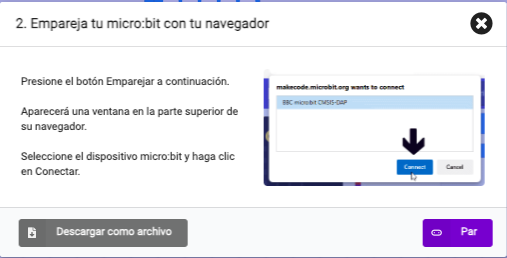 2. Empareja tu micro:bit con tu navegador
Presione el botón Emparejar a continuación.
Aparecerá una ventana en la parte superior de
su navegador.
Seleccione el dispositivo micro:bit y haga clic
en Conectar.
makecode.microbit.org wants to connect
BBC micro:bit CMSIS-DAP
Connect
Cancel
Descargar como archivo
Par